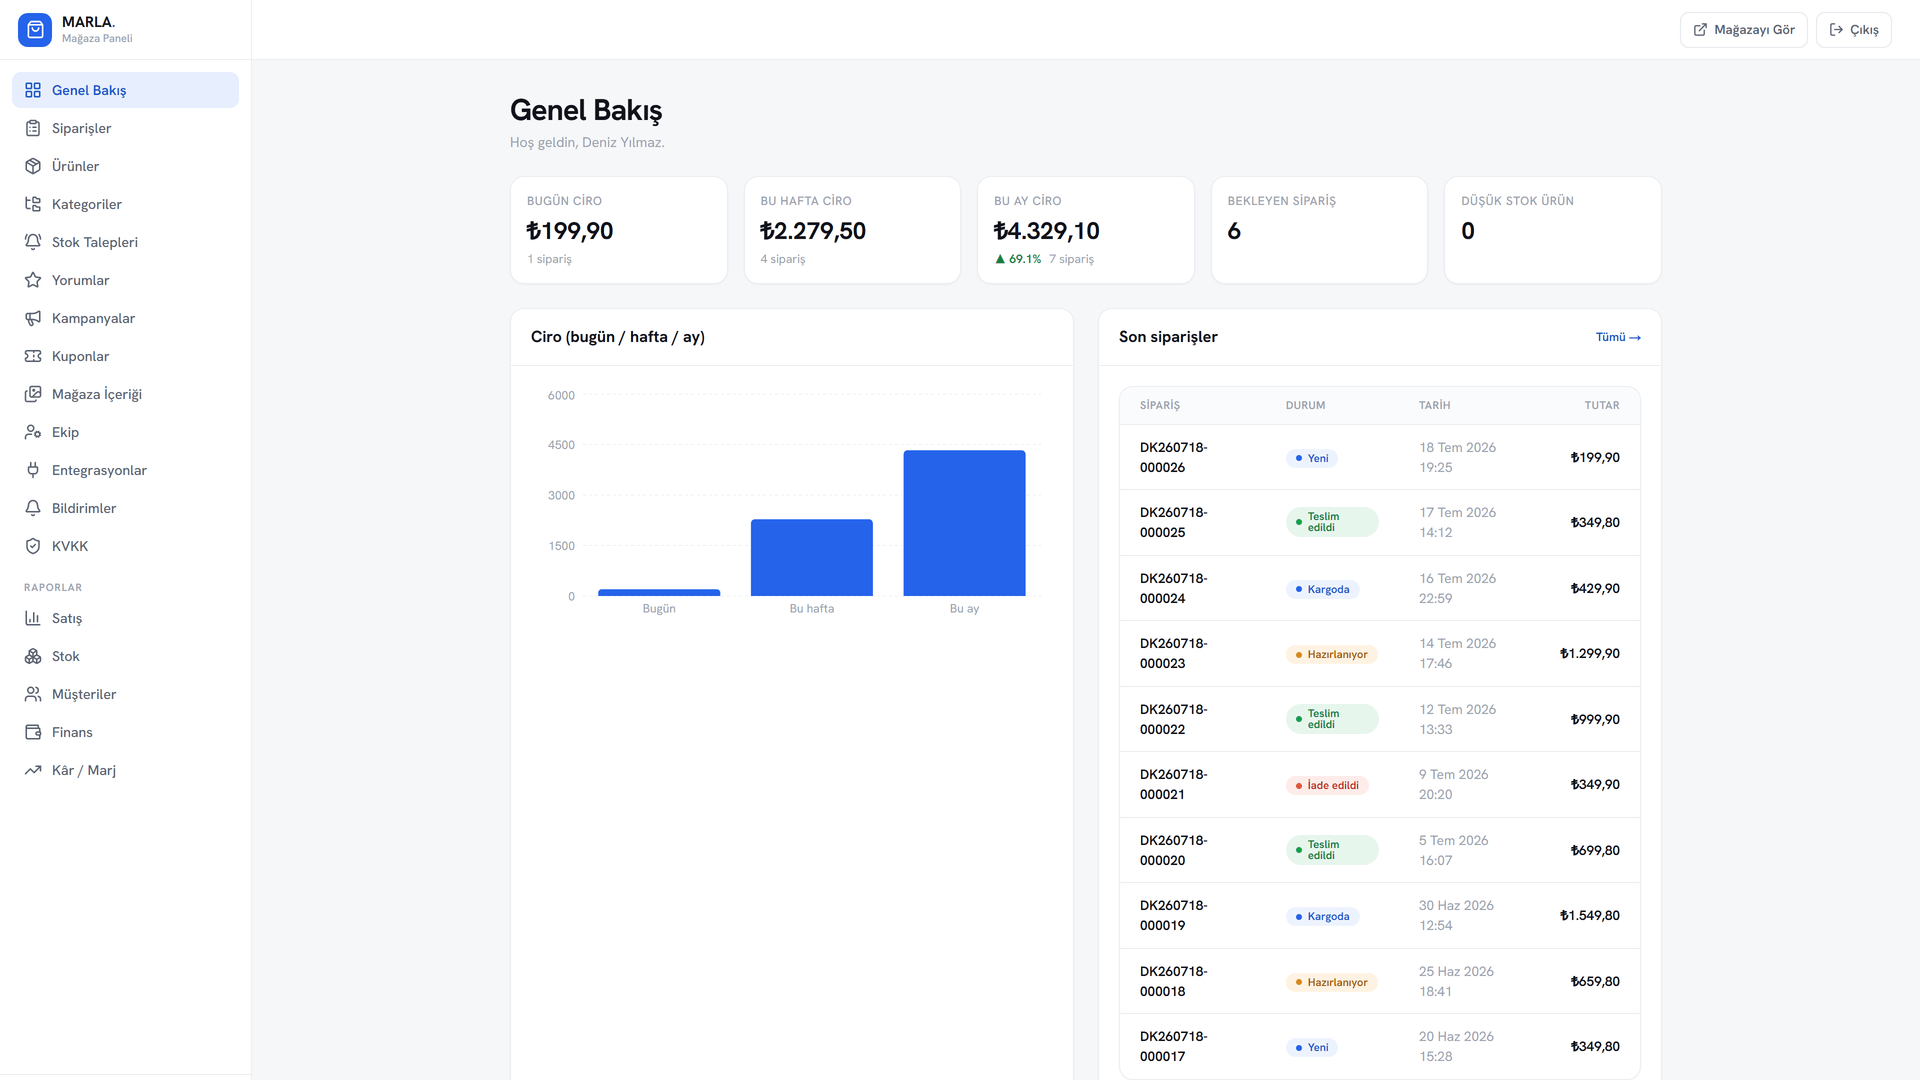 MARLA.
Mağaza Paneli
Mağazayı Gör
Çıkış
Genel Bakış
Siparişler
Ürünler
Kategoriler
Stok Talepleri
Yorumlar
Kampanyalar
Kuponlar
Mağaza İçeriği
Ekip
Entegrasyonlar
Bildirimler
KVKK
RAPORLAR
Satış
Stok
Müşteriler
Finans
Kâr / Marj
Genel Bakış
Hoş geldin, Deniz Yılmaz.
BUGÜN CİRO
₺199,90
1 sipariş
BU HAFTA CİRO
₺2.279,50
4 sipariş
BU AY CİRO
₺4.329,10
▲ 69.1% 7 sipariş
BEKLEYEN SİPARİŞ
6
DÜŞÜK STOK ÜRÜN
0
Ciro (bugün / hafta / ay)
6000
4500
3000
1500
0
Bugün
Bu hafta
Bu ay
Son siparişler
Tümü →
SİPARİŞ DURUM TARİH TUTAR
DK260718-
000026
Yeni
18 Tem 2026
19:25
₺199,90
DK260718-
000025
Teslim
edildi
17 Tem 2026
14:12
₺349,80
DK260718-
000024
Kargoda
16 Tem 2026
22:59
₺429,90
DK260718-
000023
Hazırlanıyor
14 Tem 2026
17:46
₺1.299,90
DK260718-
000022
Teslim
edildi
12 Tem 2026
13:33
₺999,90
DK260718-
000021
İade edildi
9 Tem 2026
20:20
₺349,90
DK260718-
000020
Teslim
edildi
5 Tem 2026
16:07
₺699,80
DK260718-
000019
Kargoda
30 Haz 2026
12:54
₺1.549,80
DK260718-
000018
Hazırlanıyor
25 Haz 2026
18:41
₺659,80
DK260718-
000017
Yeni
20 Haz 2026
15:28
₺349,80